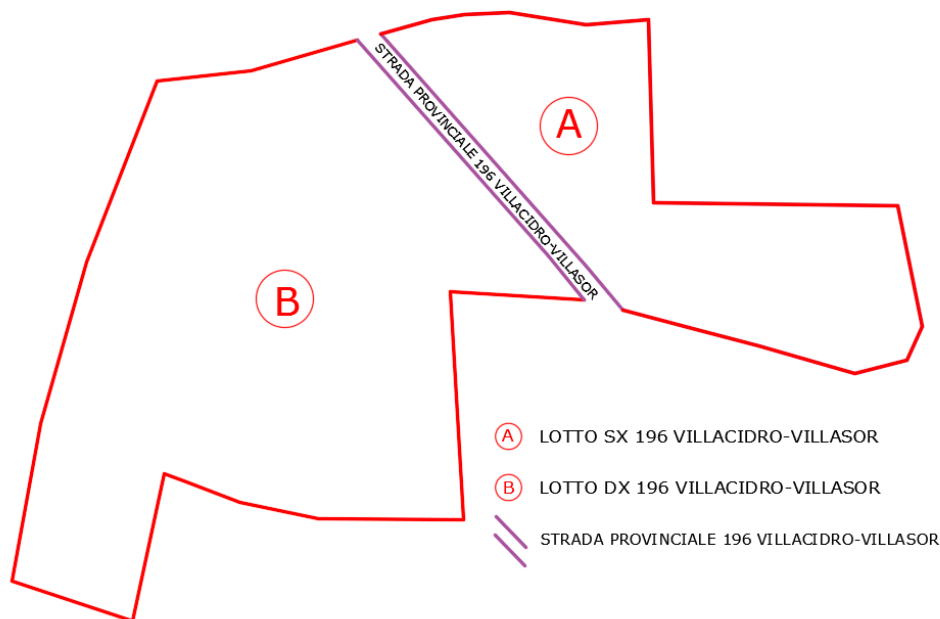 STRADA PROVINCIALE 196 VILLACIDRO-VILLASOR
A
B
A LOTTO SX 196 VILLACIDRO-VILLASOR
B LOTTO DX 196 VILLACIDRO-VILLASOR
STRADA PROVINCIALE 196 VILLACIDRO-VILLASOR